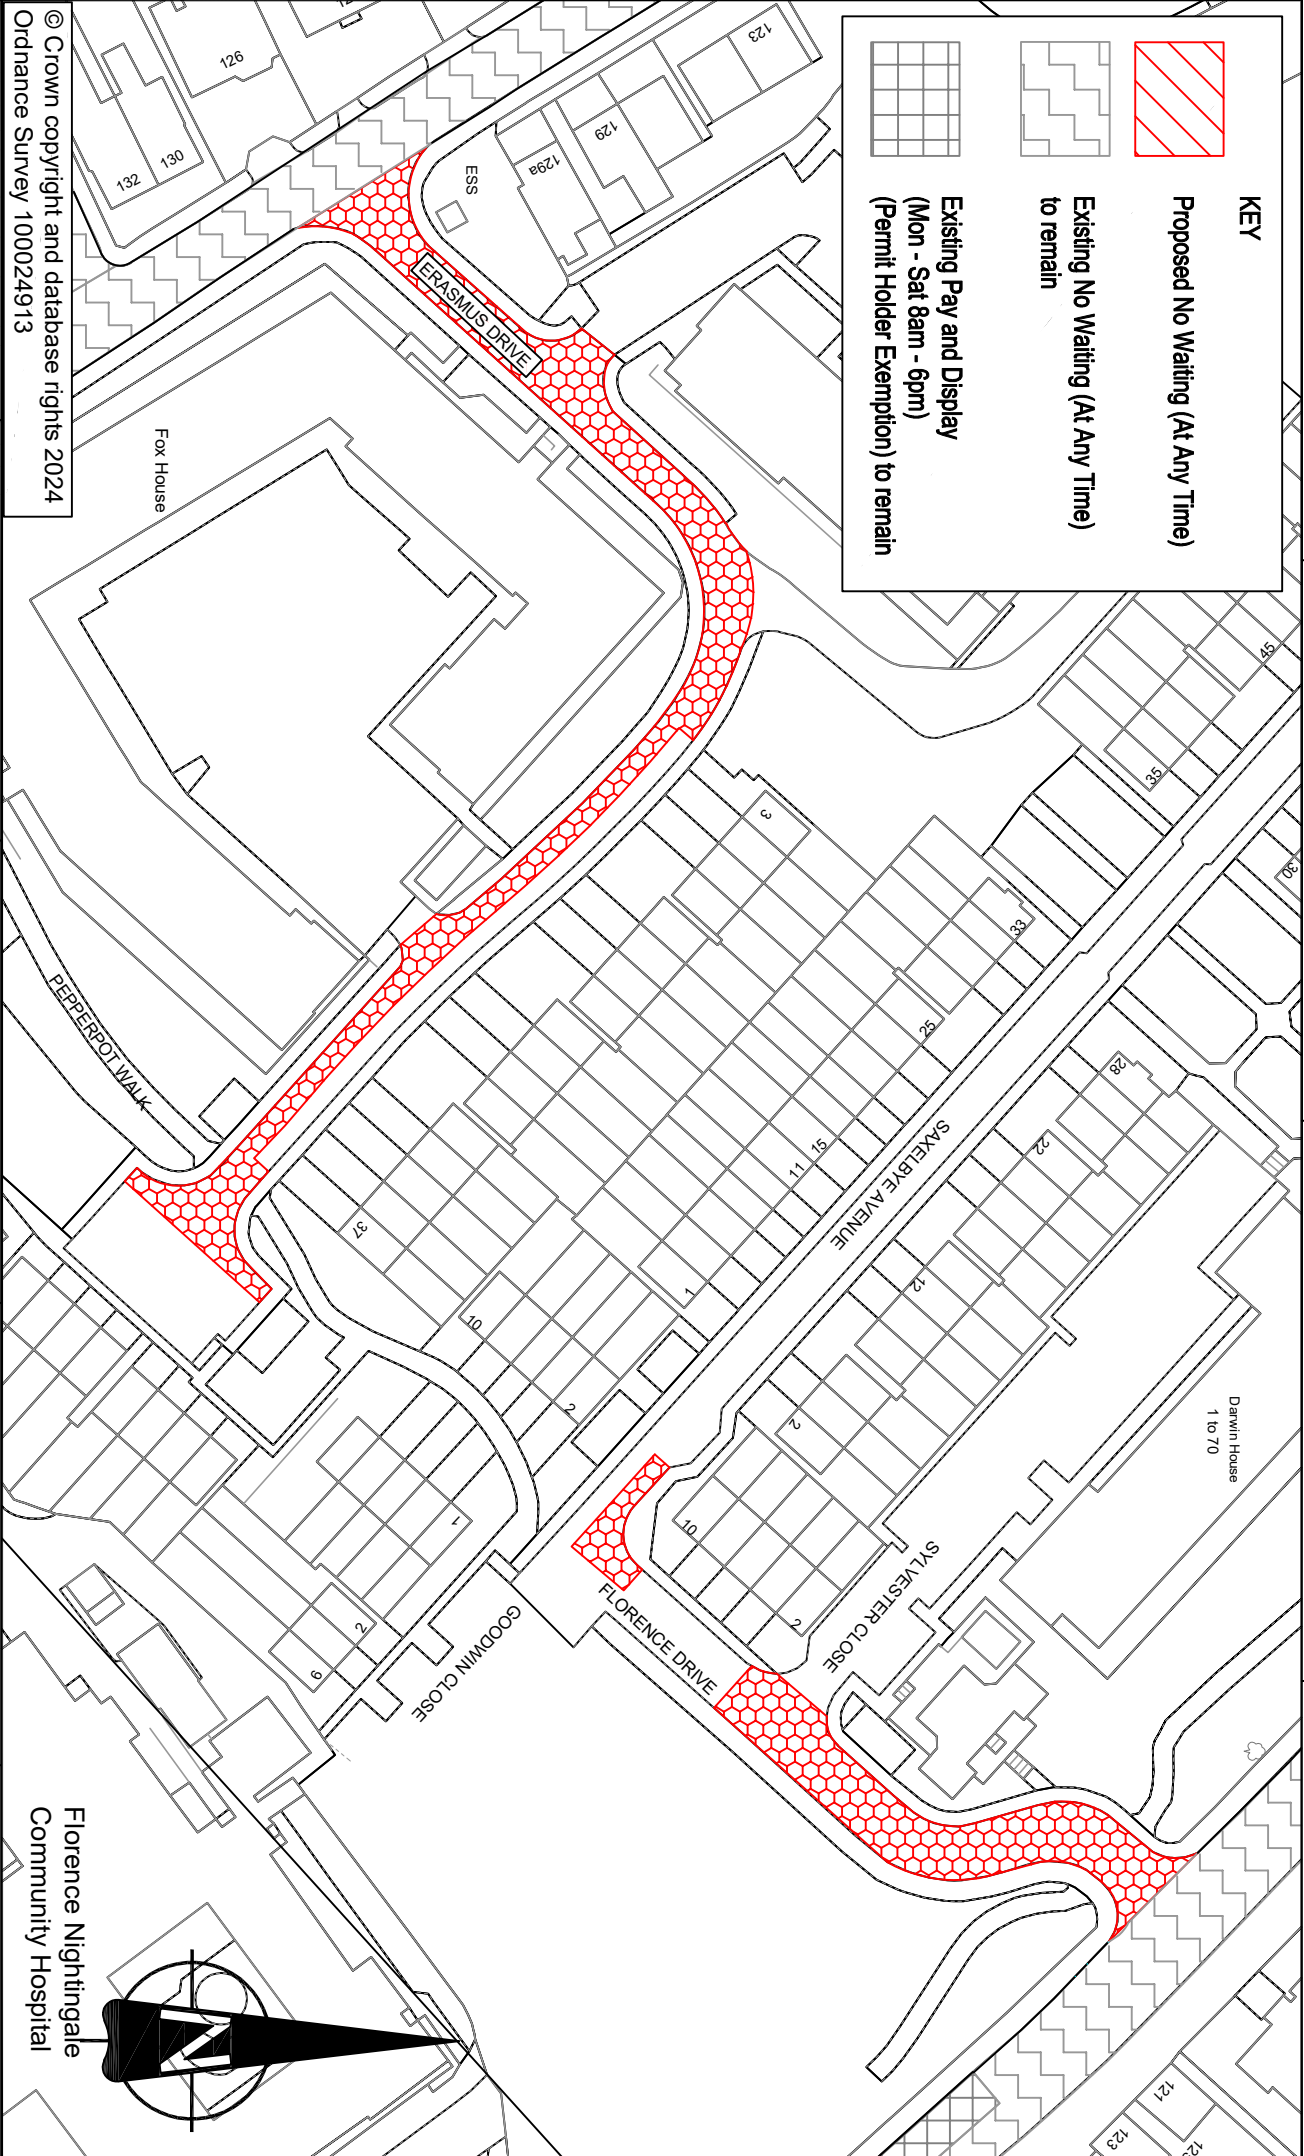 KEY
Proposed No Waiting (At Any Time)
Existing No Waiting (At Any Time)
to remain
Existing Pay and Display
(Mon - Sat 8am - 6pm)
(Permit Holder Exemption) to remain
123
129
129a
ESS
126
130
132
ERASMUS DRIVE
Fox House
PEPPERPOT WALK
45
35
30
33
25
28
22
15
11
3
SAXELBYE AVENUE
12
1
37
10
2
2
10
2
Darwin House
1 to 70
SYLVESTER CLOSE
FLORENCE DRIVE
GOODWIN CLOSE
1
2
6
121
123
N
Florence Nightingale
Community Hospital
© Crown copyright and database rights 2024
Ordnance Survey 100024913